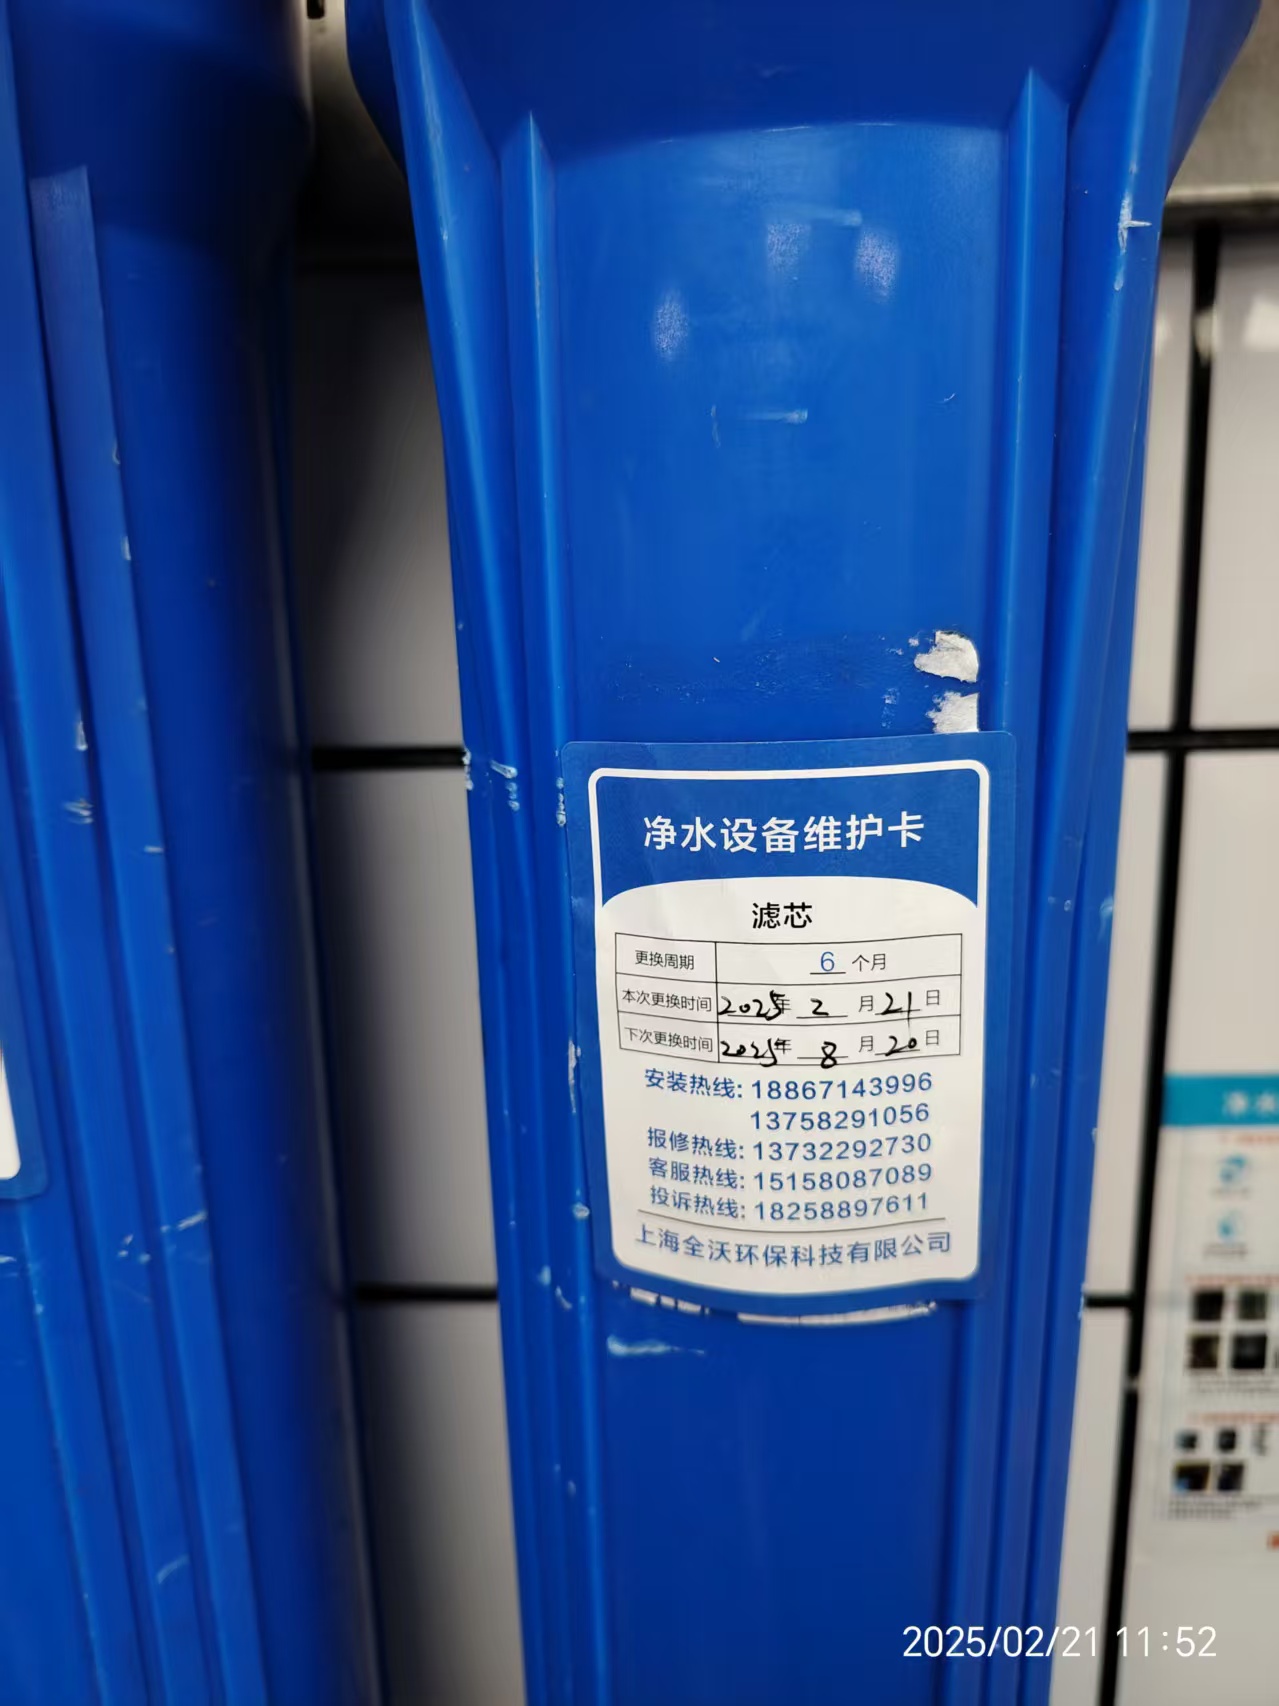 净水设备维护卡
滤芯
更换周期 6 个月
本次更换时间 2025年 2 月 21 日
下次更换时间 2025年 8 月 20 日
安装热线: 18867143996
13758291056
报修热线: 13732292730
客服热线: 15158087089
投诉热线: 18258897611
上海全沃环保科技有限公司
净水
2025/02/21 11:52